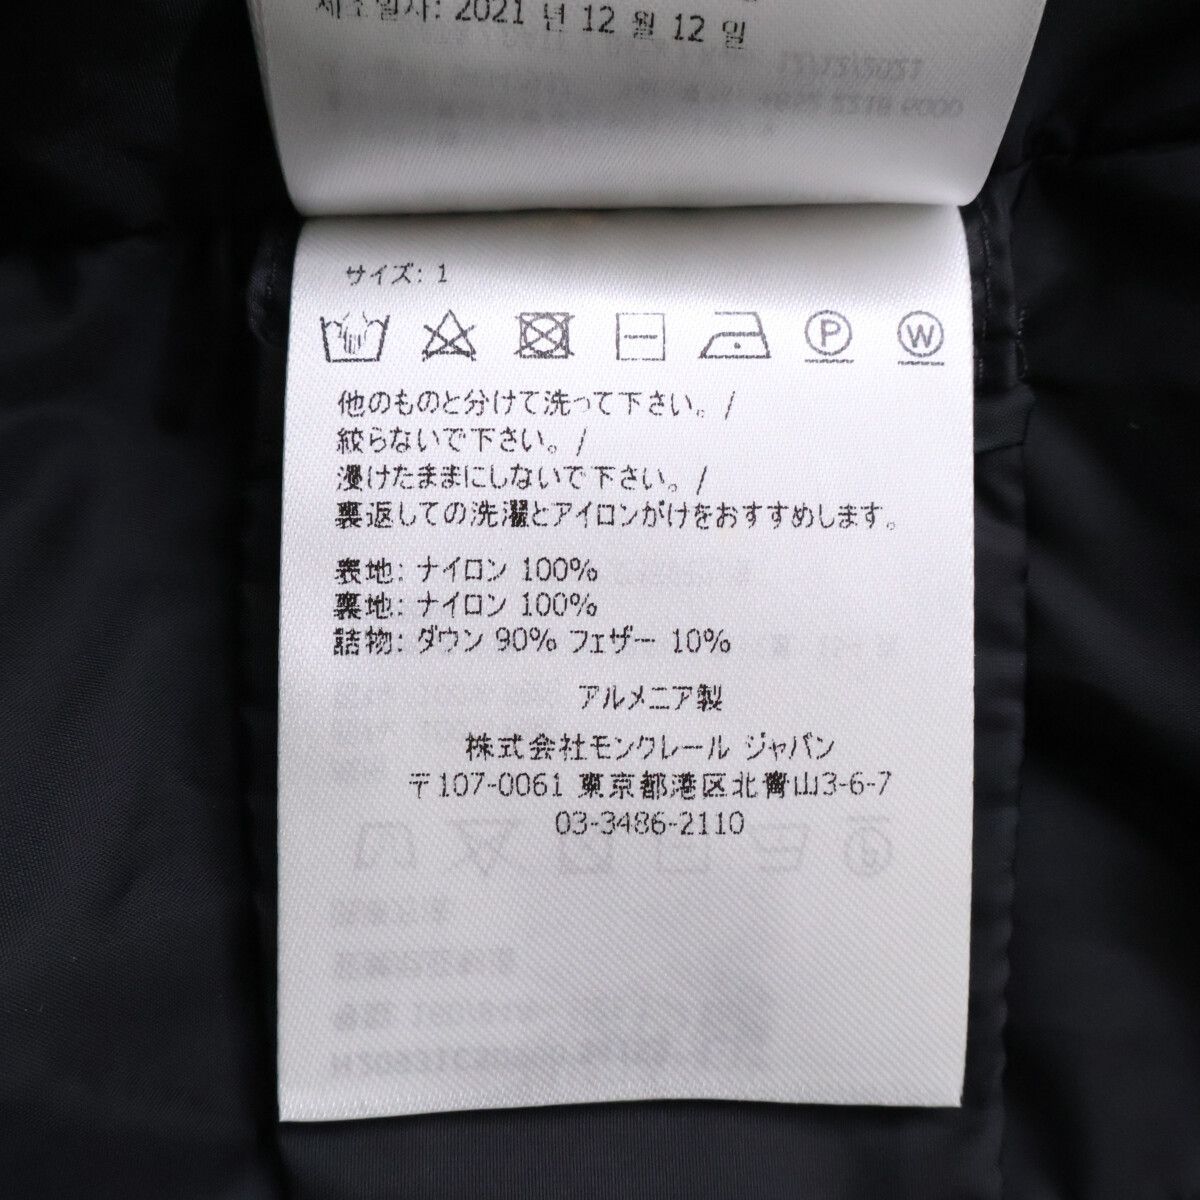 제조일자: 2021 년 12 월 12 일
サイズ: 1
P W
他のものと分けて洗って下さい。/
絞らないで下さい。/
浸けたままにしないで下さい。/
裏返しての洗濯とアイロンがけをおすすめします。
表地: ナイロン 100%
裏地: ナイロン 100%
詰物: ダウン 90% フェザー 10%
アルメニア製
株式会社モンクレール ジャパン
〒107-0061 東京都港区北青山3-6-7
03-3486-2110